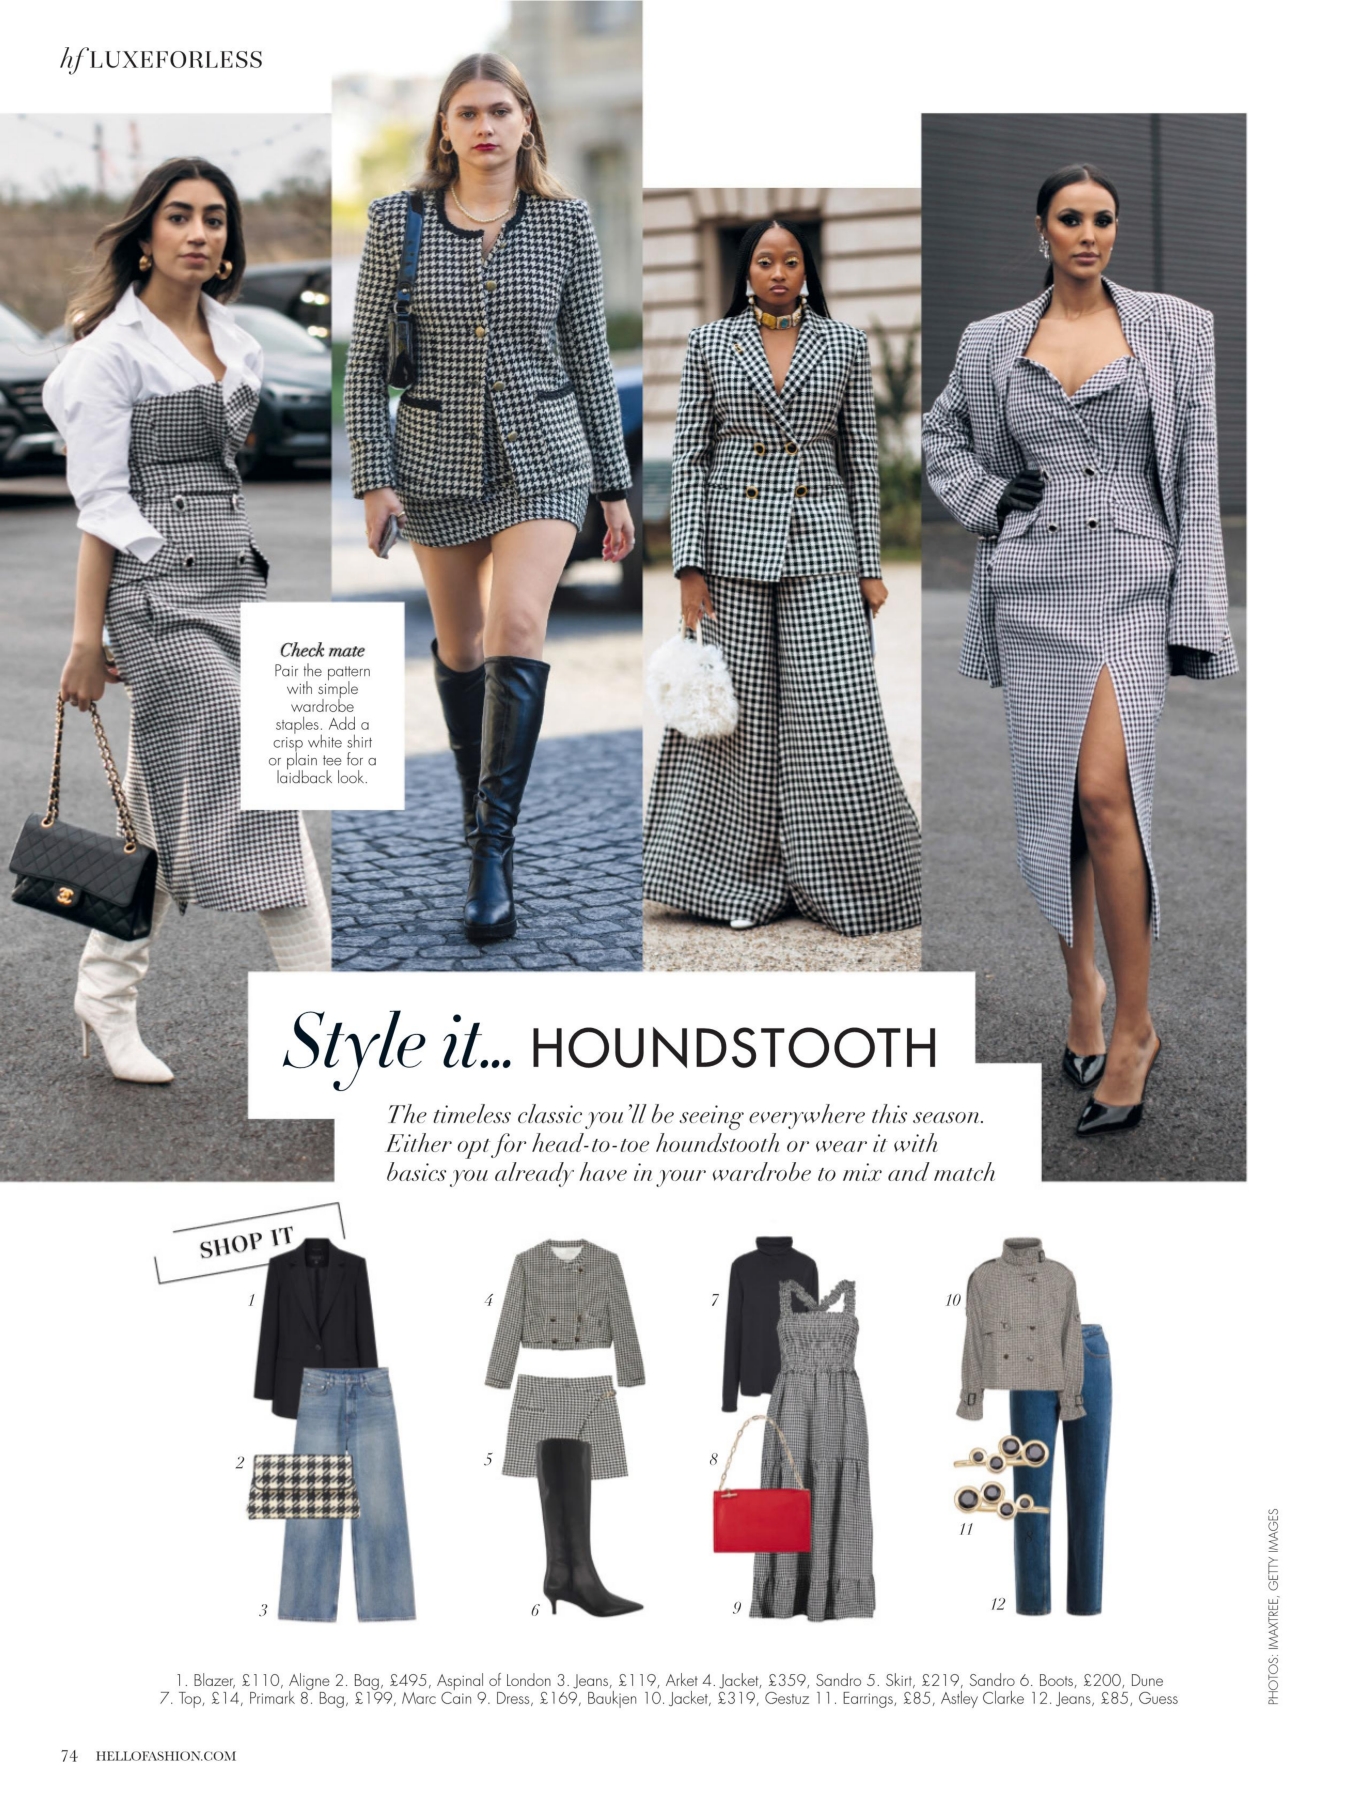 hf LUXEFORLESS
Check mate
Pair the pattern
with simple
wardrobe
staples. Add a
crisp white shirt
or plain tee for a
laidback look.
Style it... HOUNDSTOOTH
The timeless classic you'll be seeing everywhere this season.
Either opt for head-to-toe houndstooth or wear it with
basics you already have in your wardrobe to mix and match
SHOP IT
1
2
3
4
5
6
7
8
9
10
11
12
1. Blazer, £110, Aligne 2. Bag, £495, Aspinal of London 3. Jeans, £119, Arket 4. Jacket, £359, Sandro 5. Skirt, £219, Sandro 6. Boots, £200, Dune
7. Top, £14, Primark 8. Bag, £199, Marc Cain 9. Dress, £169, Baukjen 10. Jacket, £319, Gestuz 11. Earrings, £85, Astley Clarke 12. Jeans, £85, Guess
PHOTOS: IMAXTREE, GETTY IMAGES
74 HELLOFASHION.COM